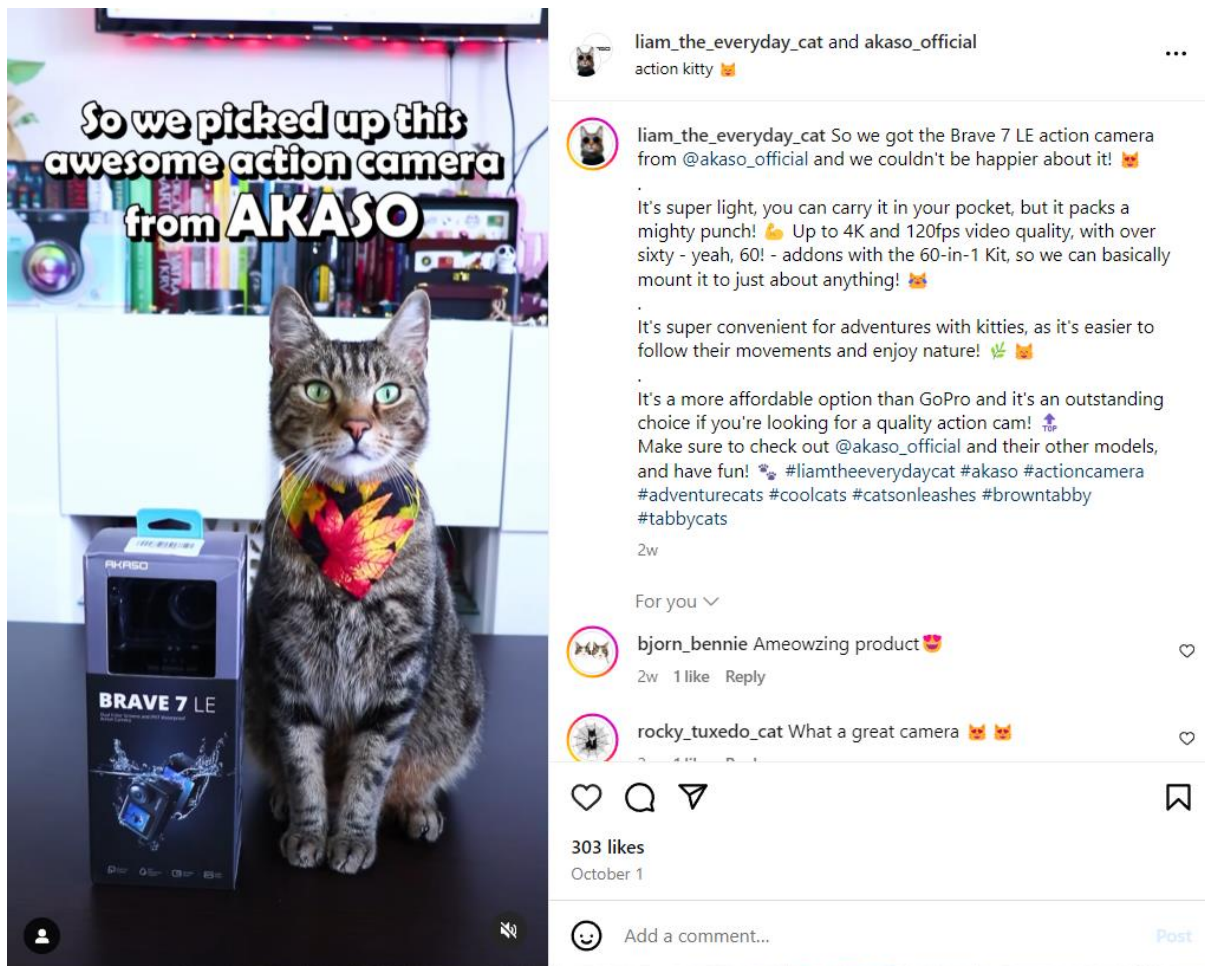 So we picked up this
awesome action camera
from AKASO
AKASO
BRAVE 7 LE
liam_the_everyday_cat and akaso_official
action kitty 😺
liam_the_everyday_cat So we got the Brave 7 LE action camera
from @akaso_official and we couldn't be happier about it! 😻
.
It's super light, you can carry it in your pocket, but it packs a
mighty punch! 💪 Up to 4K and 120fps video quality, with over
sixty - yeah, 60! - addons with the 60-in-1 Kit, so we can basically
mount it to just about anything! 😹
.
It's super convenient for adventures with kitties, as it's easier to
follow their movements and enjoy nature! 🌿 😺
.
It's a more affordable option than GoPro and it's an outstanding
choice if you're looking for a quality action cam! 🔝
Make sure to check out @akaso_official and their other models,
and have fun! 🐾 #liamtheeverydaycat #akaso #actioncamera
#adventurecats #coolcats #catsonleashes #browntabby
#tabbycats
2w
For you
bjorn_bennie Ameowzing product😍
2w 1 like Reply
rocky_tuxedo_cat What a great camera 😻 😻
303 likes
October 1
Add a comment...
Post